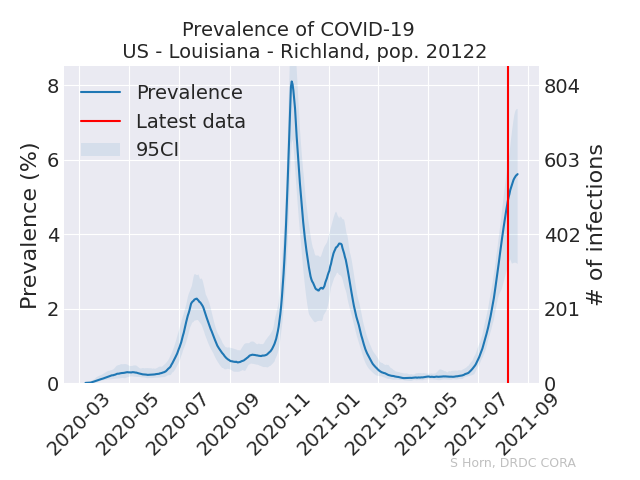 Prevalence of COVID-19
US - Louisiana - Richland, pop. 20122
Prevalence
Latest data
95CI
Prevalence (%)
8
6
4
2
0
804
603
402
201
0
# of infections
2020-03
2020-05
2020-07
2020-09
2020-11
2021-01
2021-03
2021-05
2021-07
2021-09
S Horn, DRDC CORA